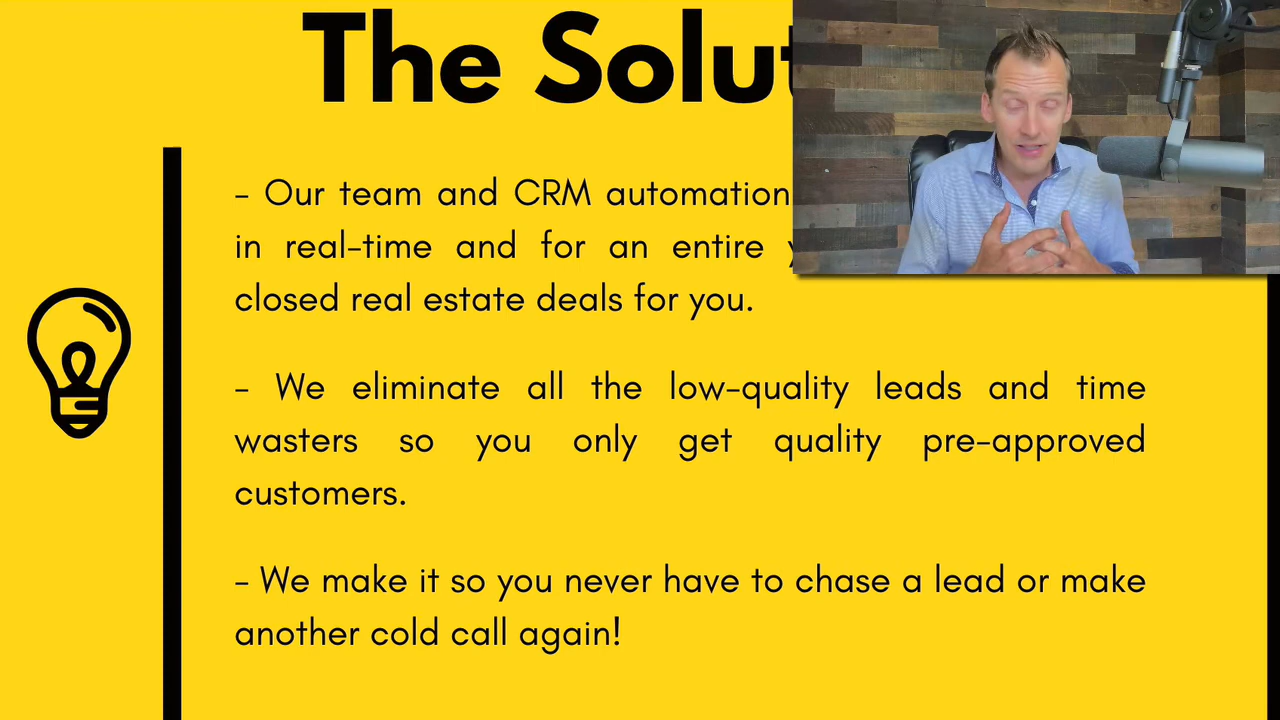 The Solut
- Our team and CRM automation
in real-time and for an entire
closed real estate deals for you.
- We eliminate all the low-quality leads and time
wasters so you only get quality pre-approved
customers.
- We make it so you never have to chase a lead or make
another cold call again!